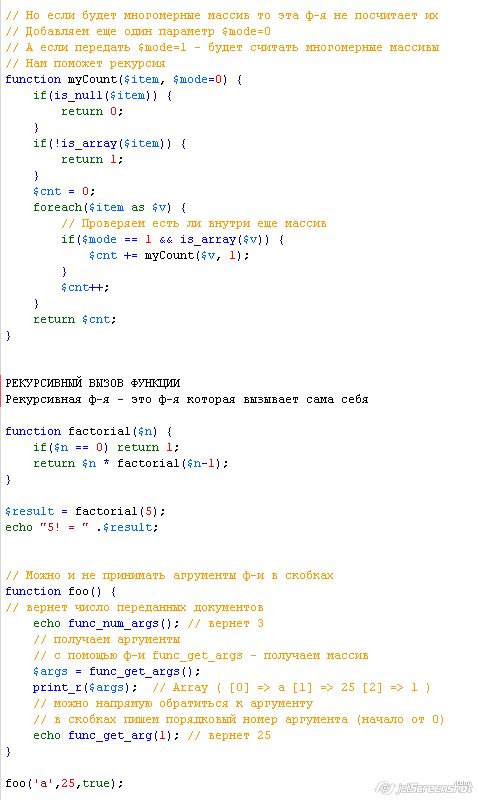 // Но если будет многомерные массив то эта ф-я не посчитает их
// Добавляем еще один параметр $mode=0
// А если передать $mode=1 - будет считать многомерные массивы
// Нам поможет рекурсия
function myCount($item, $mode=0) {
    if(is_null($item)) {
        return 0;
    }
    if(!is_array($item)) {
        return 1;
    }
    $cnt = 0;
    foreach($item as $v) {
        // Проверяем есть ли внутри еще массив
        if($mode == 1 && is_array($v)) {
            $cnt += myCount($v, 1);
        }
        $cnt++;
    }
    return $cnt;
}
РЕКУРСИВНЫЙ ВЫЗОВ ФУНКЦИИ
Рекурсивная ф-я - это ф-я которая вызывает сама себя
function factorial($n) {
    if($n == 0) return 1;
    return $n * factorial($n-1);
}
$result = factorial(5);
echo "5! = " .$result;
// Можно и не принимать агрументы ф-и в скобках
function foo() {
// вернет число переданных документов
    echo func_num_args(); // вернет 3
    // получаем аргументы
    // с помощью ф-и func_get_args - получаем массив
    $args = func_get_args();
    print_r($args);  // Array ( [0] => a [1] => 25 [2] => 1 )
    // можно напрямую обратиться к аргументу
    // в скобках пишем порядковый номер аргумента (начало от 0)
    echo func_get_arg(1); // вернет 25
}
foo('a',25,true);
jetScreenshot